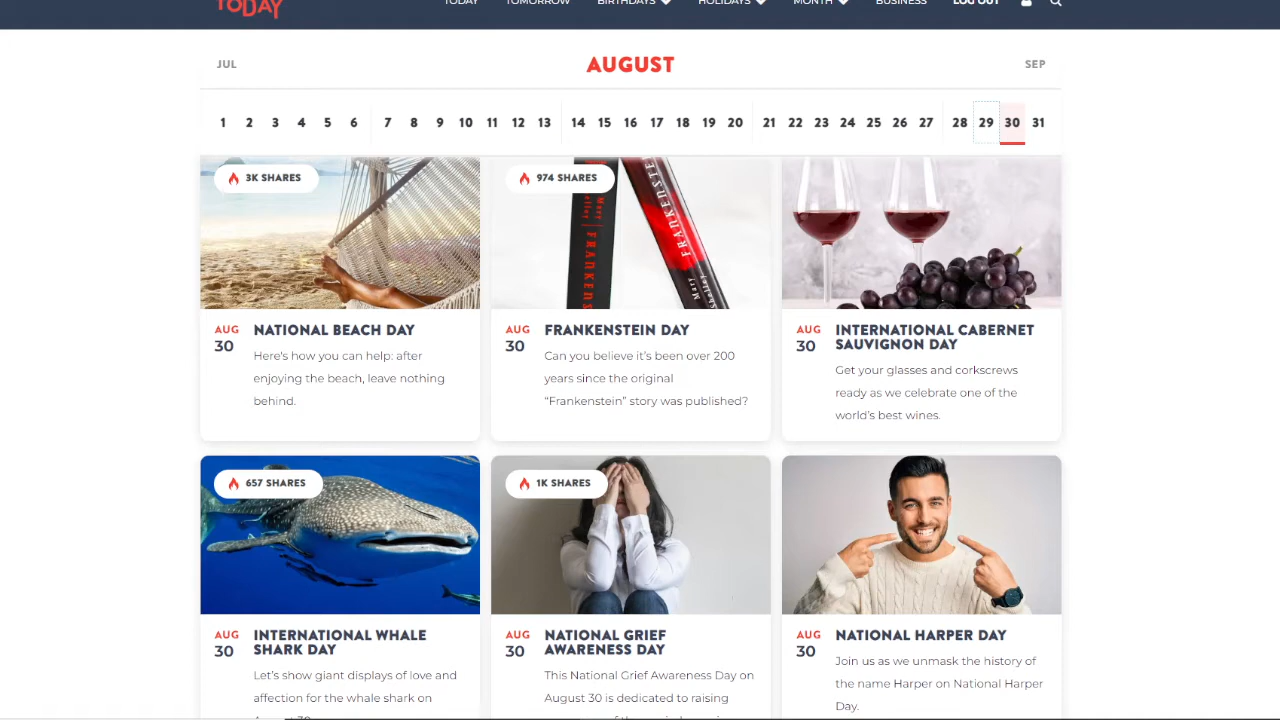 TODAY
TODAY TOMORROW BIRTHDAYS HOLIDAYS MONTH BUSINESS LOG OUT
JUL AUGUST SEP
1 2 3 4 5 6 7 8 9 10 11 12 13 14 15 16 17 18 19 20 21 22 23 24 25 26 27 28 29 30 31
3K SHARES
AUG
30
NATIONAL BEACH DAY
Here's how you can help: after
enjoying the beach, leave nothing
behind.
974 SHARES
Mary
Shelley
FRANKENSTE
AUG
30
FRANKENSTEIN DAY
Can you believe it's been over 200
years since the original
“Frankenstein” story was published?
AUG
30
INTERNATIONAL CABERNET
SAUVIGNON DAY
Get your glasses and corkscrews
ready as we celebrate one of the
world's best wines.
657 SHARES
AUG
30
INTERNATIONAL WHALE
SHARK DAY
Let's show giant displays of love and
affection for the whale shark on
1K SHARES
AUG
30
NATIONAL GRIEF
AWARENESS DAY
This National Grief Awareness Day on
August 30 is dedicated to raising
AUG
30
NATIONAL HARPER DAY
Join us as we unmask the history of
the name Harper on National Harper
Day.